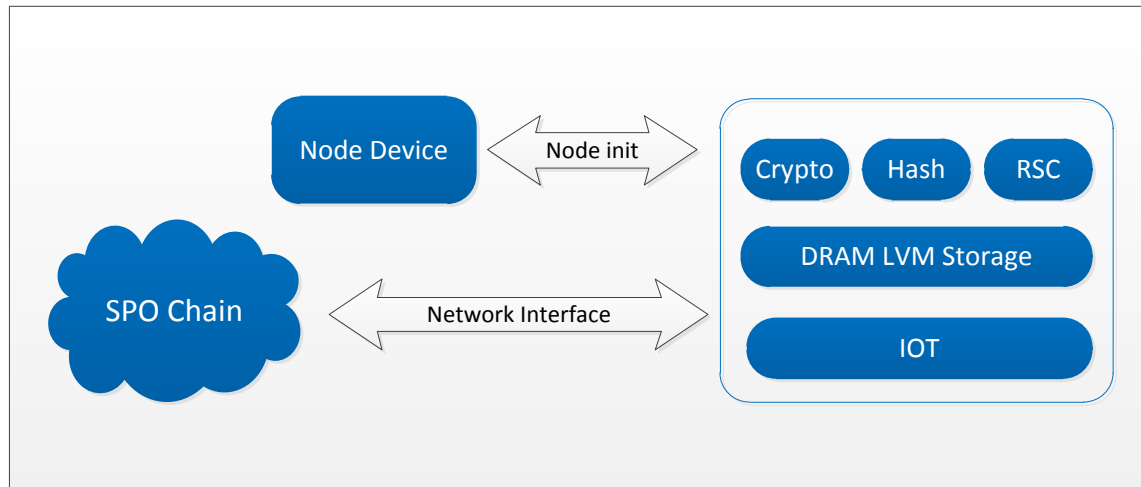 Node Device
Node init
Crypto
Hash
RSC
DRAM LVM Storage
SPO Chain
Network Interface
IOT